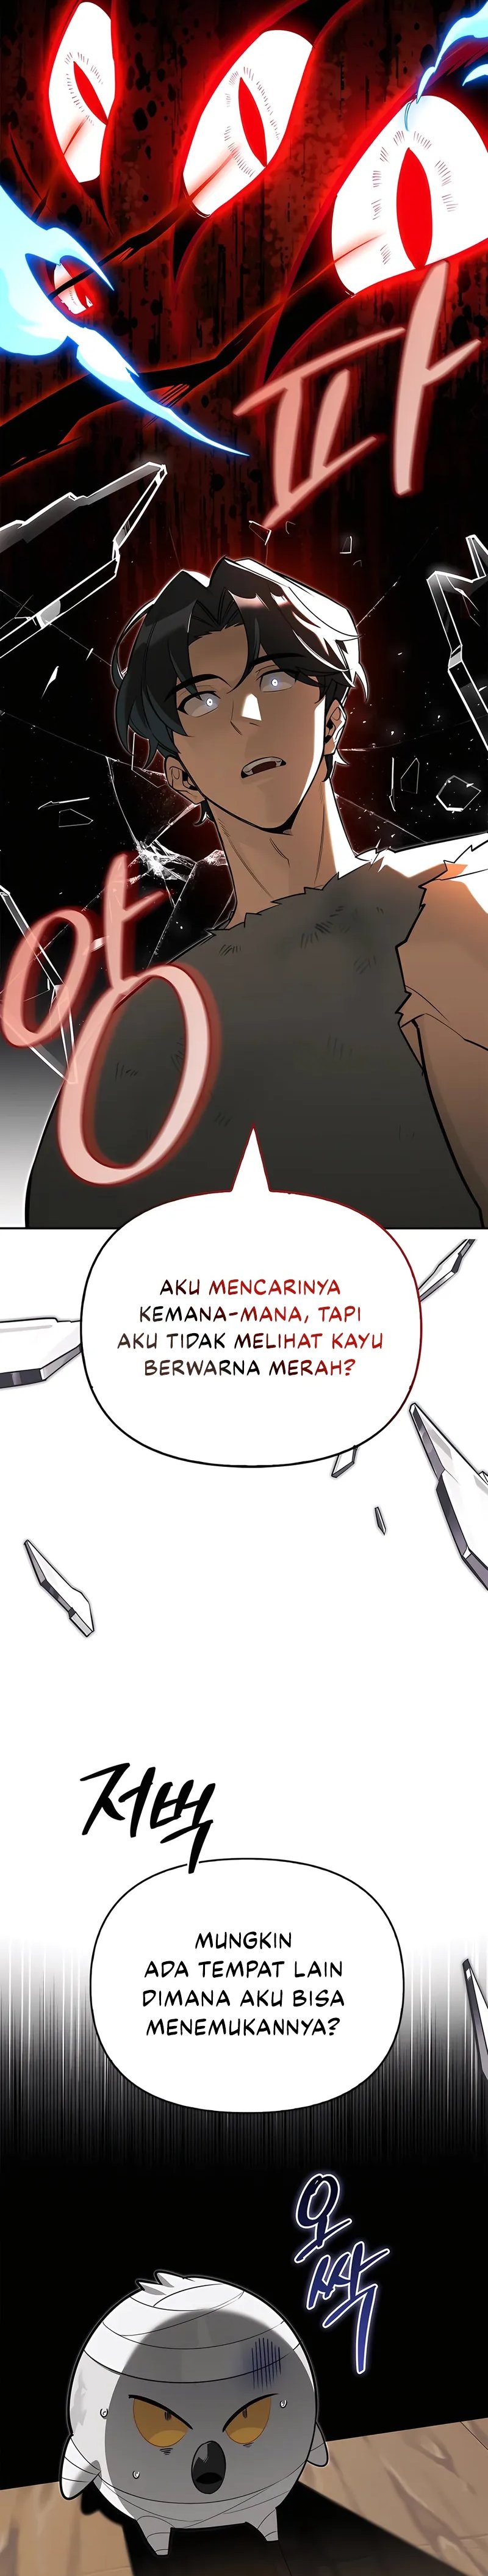 파
앙
AKU MENCARINYA
KEMANA-MANA, TAPI
AKU TIDAK MELIHAT KAYU
BERWARNA MERAH?
저벅
MUNGKIN
ADA TEMPAT LAIN
DIMANA AKU BISA
MENEMUKANNYA?
오싹